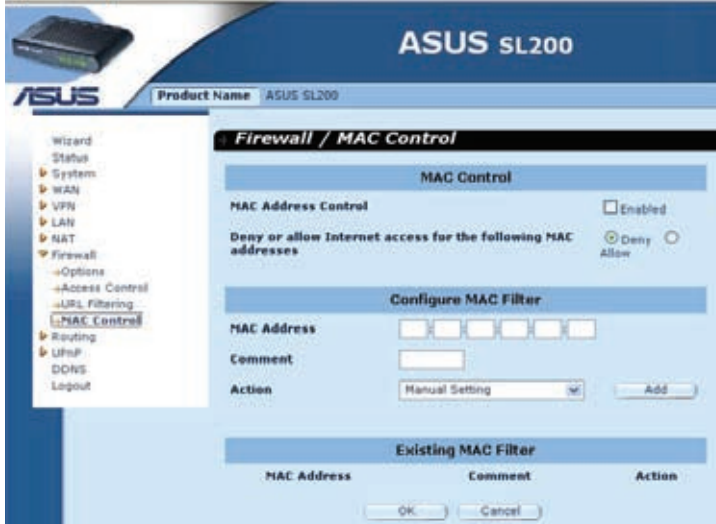 ASUS SL200
ASUS
Product Name ASUS SL200
Wizard
Status
System
WAN
VPN
LAN
NAT
Firewall
Options
Access Control
URL Filtering
MAC Control
Routing
UPnP
DDNS
Logout
Firewall / MAC Control
MAC Control
MAC Address Control
Enabled
Deny or allow Internet access for the following MAC
addresses
Deny
Allow
Configure MAC Filter
MAC Address
Comment
Action
Manual Setting
Add
Existing MAC Filter
MAC Address Comment Action
OK Cancel